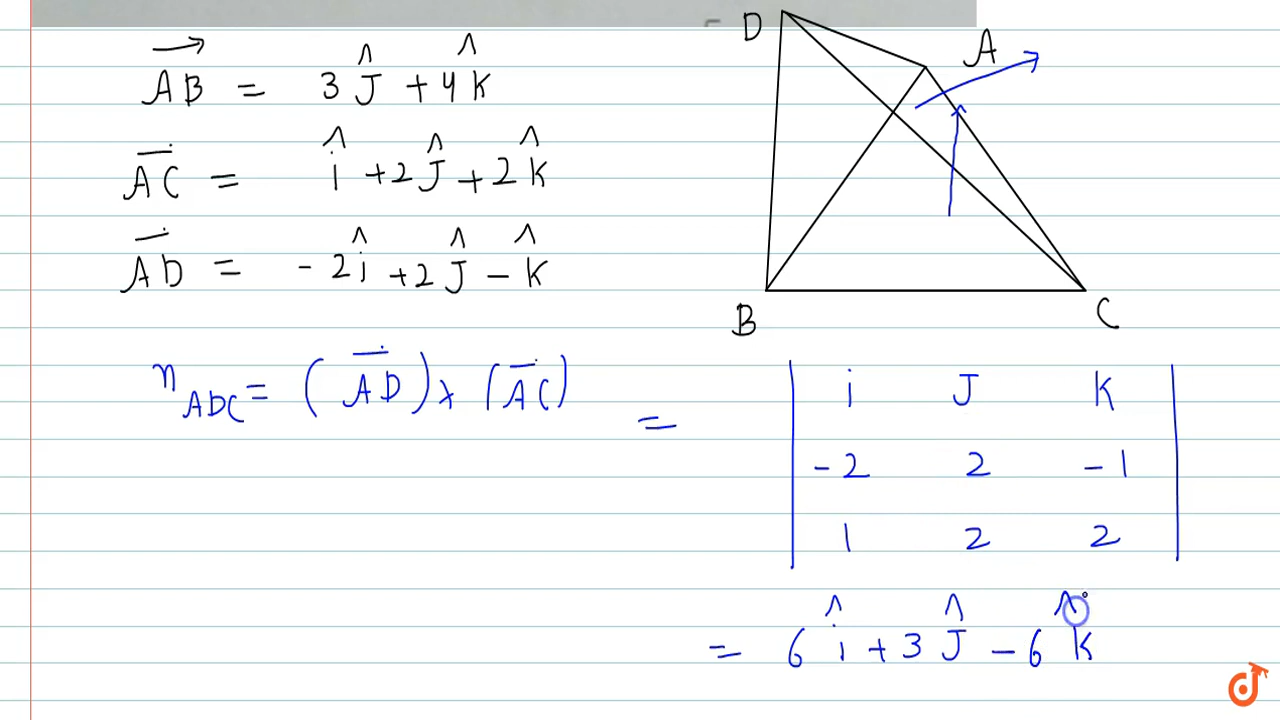 D
A
B
C
→AB = 3Ĵ + 4K̂
AC = î + 2Ĵ + 2K̂
AD = - 2î + 2Ĵ - K̂
n ADC = (AD) × (AC) =
i J K
-2 2 -1
1 2 2
= 6î + 3Ĵ - 6K̂